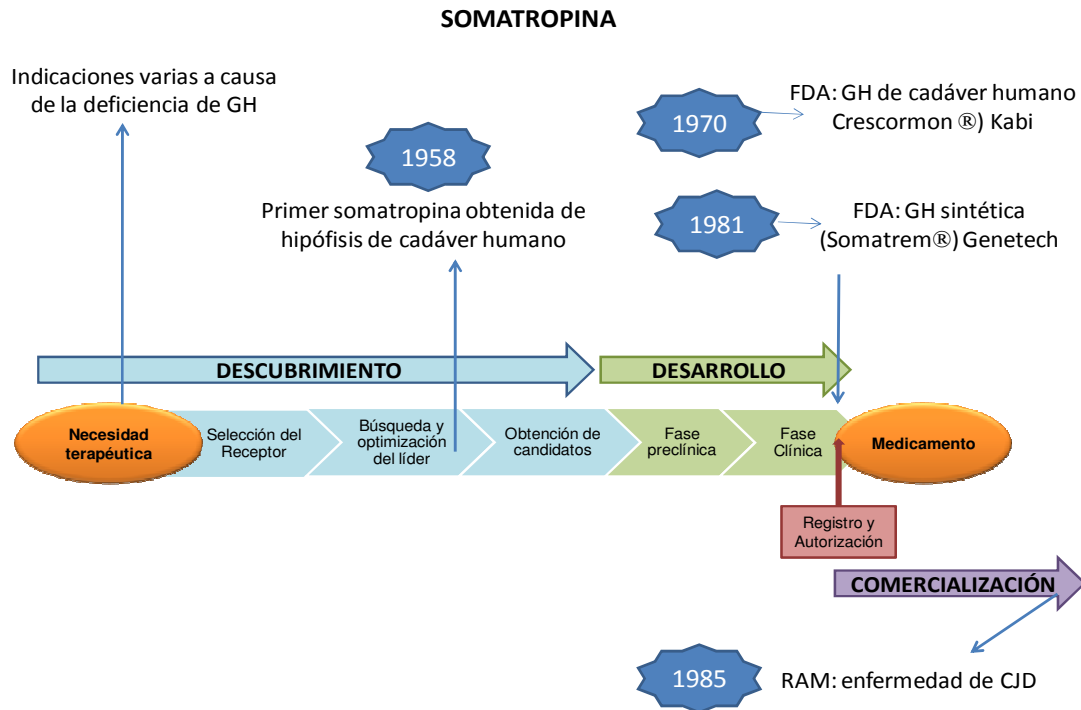 SOMATROPINA
Indicaciones varias a causa
de la deficiencia de GH
1958
Primer somatropina obtenida de
hipófisis de cadáver humano
1970
FDA: GH de cadáver humano
Crescormon ®) Kabi
1981
FDA: GH sintética
(Somatrem®) Genetech
DESCUBRIMIENTO
DESARROLLO
Necesidad
terapéutica
Selección del
Receptor
Búsqueda y
optimización
del líder
Obtención de
candidatos
Fase
preclínica
Fase
Clínica
Medicamento
Registro y
Autorización
COMERCIALIZACIÓN
1985
RAM: enfermedad de CJD